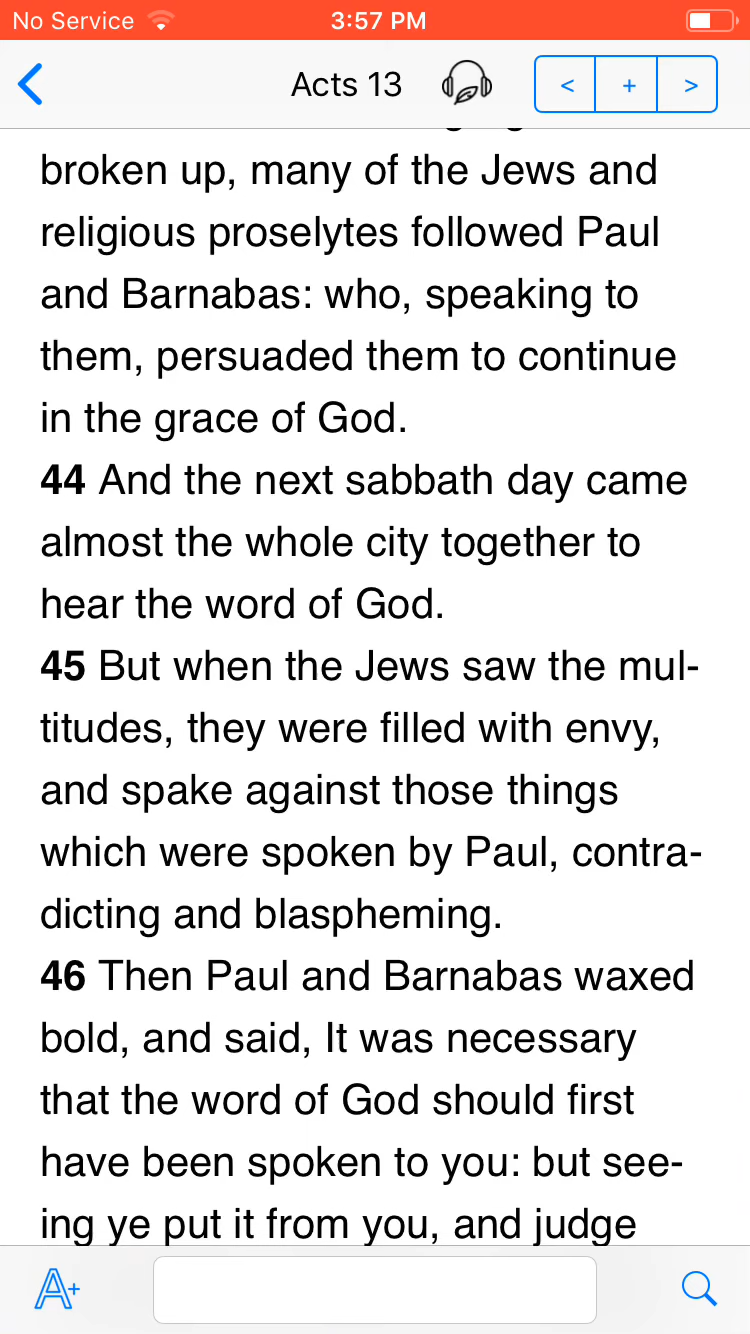 No Service 3:57 PM
Acts 13 < + >
broken up, many of the Jews and
religious proselytes followed Paul
and Barnabas: who, speaking to
them, persuaded them to continue
in the grace of God.
44 And the next sabbath day came
almost the whole city together to
hear the word of God.
45 But when the Jews saw the mul-
titudes, they were filled with envy,
and spake against those things
which were spoken by Paul, contra-
dicting and blaspheming.
46 Then Paul and Barnabas waxed
bold, and said, It was necessary
that the word of God should first
have been spoken to you: but see-
ing ye put it from you, and judge
A+